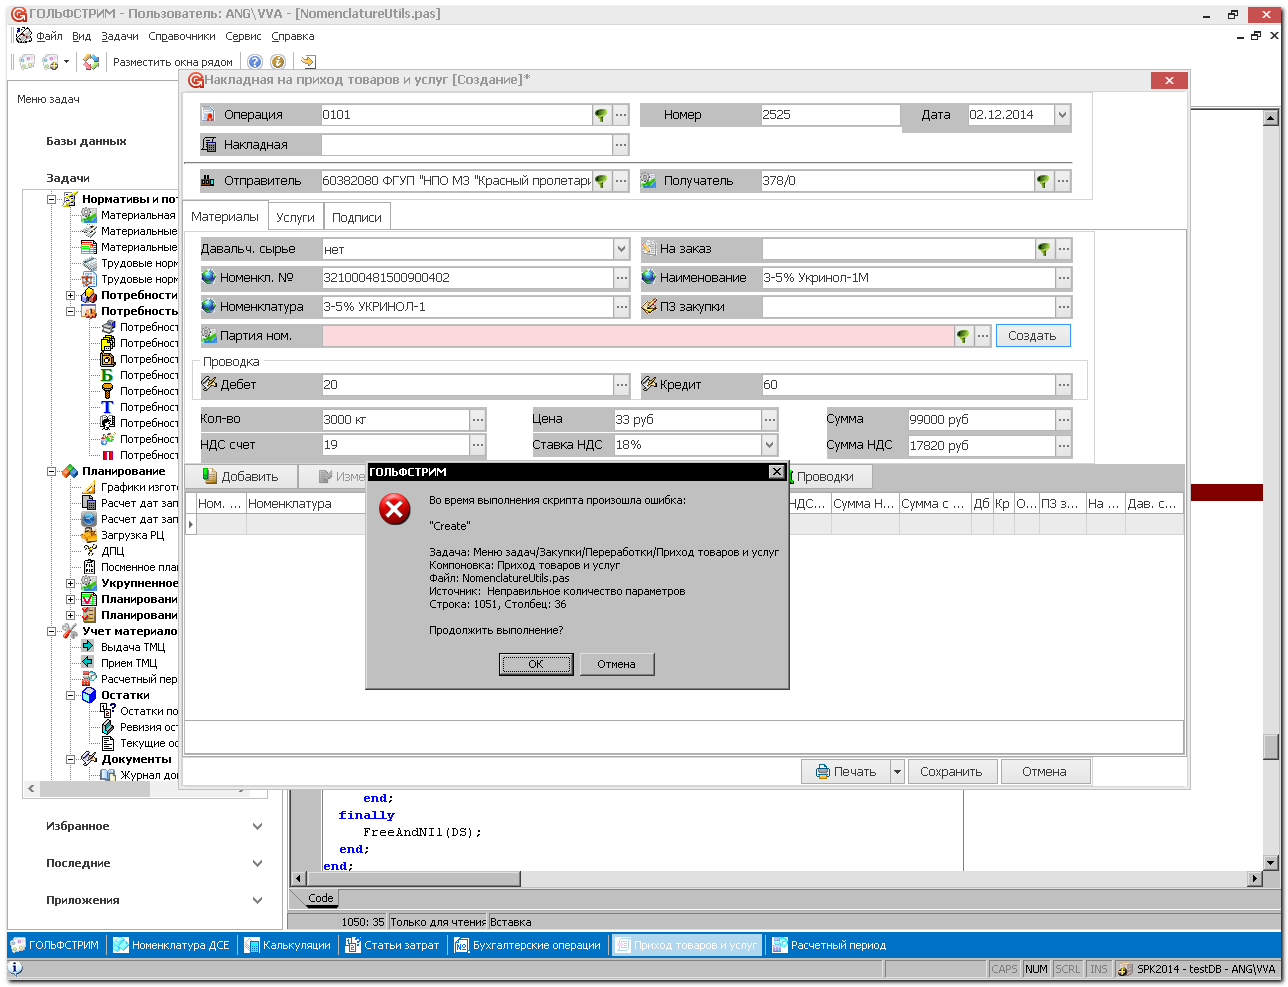 ГОЛЬФСТРИМ - Пользователь: ANG\VVA - [NomenclatureUtils.pas]
Файл Вид Задачи Справочники Сервис Справка
Разместить окна рядом
Меню задач
Базы данных
Задачи
Нормативы и пот
Материальная
Материальные
Материальные
Трудовые норм
Трудовые норм
Потребности
Потребность
Потребност
Потребност
Потребност
Потребност
Потребност
Потребност
Потребност
Потребност
Потребност
Планирование
Графики изгото
Расчет дат зап
Расчет дат зап
Загрузка РЦ
ДПЦ
Посменное план
Укрупненное
Планировани
Планировани
Учет материало
Выдача ТМЦ
Прием ТМЦ
Расчетный пер
Остатки
Остатки по
Ревизия ост
Текущие ос
Документы
Журнал док
Избранное
Последние
Приложения
Накладная на приход товаров и услуг [Создание]*
Операция 0101 Номер 2525 Дата 02.12.2014
Накладная
Отправитель 60382080 ФГУП "НПО МЗ "Красный пролетари Получатель 378/0
Материалы Услуги Подписи
Давальч. сырье нет На заказ
Номенкл. № 321000481500900402 Наименование 3-5% Укринол-1М
Номенклатура 3-5% УКРИНОЛ-1 ПЗ закупки
Партия ном. Создать
Проводка
Дебет 20 Кредит 60
Кол-во 3000 кг Цена 33 руб Сумма 99000 руб
НДС счет 19 Ставка НДС 18% Сумма НДС 17820 руб
Добавить Изме Проводки
Ном. ... Номенклатура НДС... Сумма Н... Сумма с ... Дб Кр О... ПЗ з... На ... Дав. с...
ГОЛЬФСТРИМ
Во время выполнения скрипта произошла ошибка:
"Create"
Задача: Меню задач/Закупки/Переработки/Приход товаров и услуг
Компоновка: Приход товаров и услуг
Файл: NomenclatureUtils.pas
Источник: Неправильное количество параметров
Строка: 1051, Столбец: 36
Продолжить выполнение?
OK Отмена
Печать Сохранить Отмена
end;
finally
FreeAndNIl(DS);
end;
end;
Code
1050: 35 Только для чтения Вставка
ГОЛЬФСТРИМ Номенклатура ДСЕ Калькуляции Статьи затрат Бухгалтерские операции Приход товаров и услуг Расчетный период
CAPS NUM SCRL INS SPK2014 - testDB - ANG\VVA